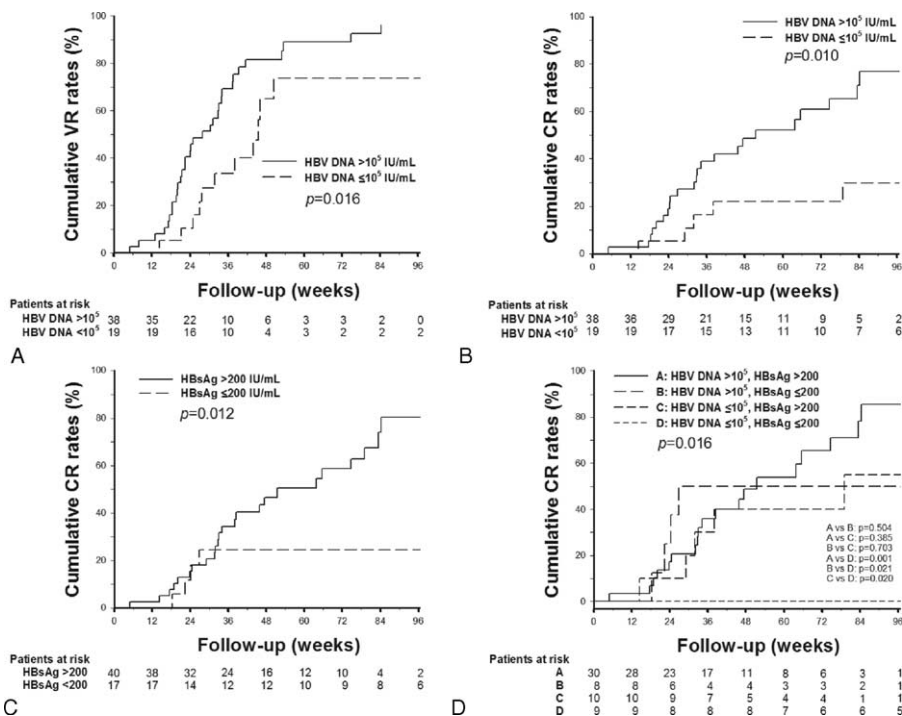 Cumulative VR rates (%)
100
80
60
40
20
0
HBV DNA >10⁵ IU/mL
HBV DNA ≤10⁵ IU/mL
p=0.016
0 12 24 36 48 60 72 84 96
Follow-up (weeks)
Patients at risk
HBV DNA >10⁵ 38 35 22 10 6 3 3 2 0
HBV DNA <10⁵ 19 19 16 10 4 3 2 2 2
A
Cumulative CR rates (%)
100
80
60
40
20
0
HBV DNA >10⁵ IU/mL
HBV DNA ≤10⁵ IU/mL
p=0.010
0 12 24 36 48 60 72 84 96
Follow-up (weeks)
Patients at risk
HBV DNA >10⁵ 38 36 29 21 15 11 9 5 2
HBV DNA <10⁵ 19 19 17 15 13 11 10 7 6
B
Cumulative CR rates (%)
100
80
60
40
20
0
HBsAg >200 IU/mL
HBsAg ≤200 IU/mL
p=0.012
0 12 24 36 48 60 72 84 96
Follow-up (weeks)
Patients at risk
HBsAg >200 40 38 32 24 16 12 10 4 2
HBsAg <200 17 17 14 12 12 10 9 8 6
C
Cumulative CR rates (%)
100
80
60
40
20
0
A: HBV DNA >10⁵, HBsAg >200
B: HBV DNA >10⁵, HBsAg ≤200
C: HBV DNA ≤10⁵, HBsAg >200
D: HBV DNA ≤10⁵, HBsAg ≤200
p=0.016
A vs B: p=0.504
A vs C: p=0.385
B vs C: p=0.703
A vs D: p=0.001
B vs D: p=0.021
C vs D: p=0.020
0 12 24 36 48 60 72 84 96
Follow-up (weeks)
Patients at risk
A 30 28 23 17 11 8 6 3 1
B 8 8 6 4 4 3 3 2 1
C 10 10 9 7 5 4 4 1 1
D 9 9 8 8 8 7 6 6 5
D